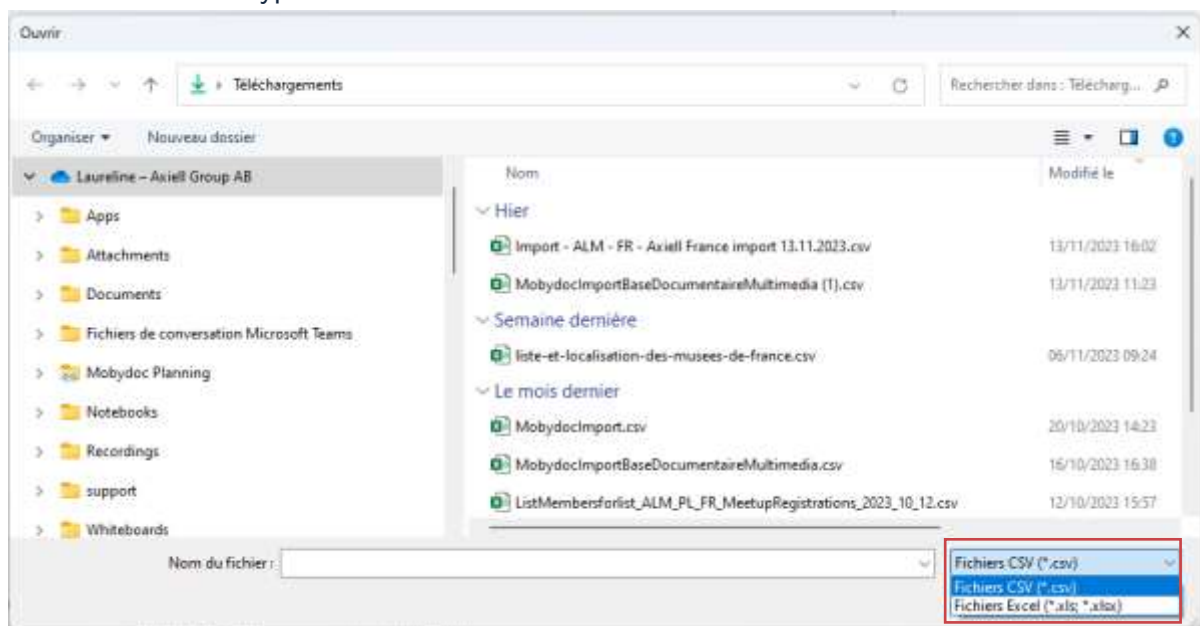 Ouvrir
Téléchargements
Rechercher dans : Télécharg...
Organiser
Nouveau dossier
Laureline – Axiell Group AB
Apps
Attachments
Documents
Fichiers de conversation Microsoft Teams
Mobydoc Planning
Notebooks
Recordings
support
Whiteboards
Nom
Modifié le
Hier
Import - ALM - FR - Axiell France import 13.11.2023.csv
13/11/2023 16:02
MobydocImportBaseDocumentaireMultimedia (1).csv
13/11/2023 11:23
Semaine dernière
liste-et-localisation-des-musees-de-france.csv
06/11/2023 09:24
Le mois dernier
MobydocImport.csv
20/10/2023 14:23
MobydocImportBaseDocumentaireMultimedia.csv
16/10/2023 16:38
ListMembersforlist_ALM_PL_FR_MeetupRegistrations_2023_10_12.csv
12/10/2023 15:57
Nom du fichier :
Fichiers CSV (*.csv)
Fichiers CSV (*.csv)
Fichiers Excel (*.xls; *.xlsx)